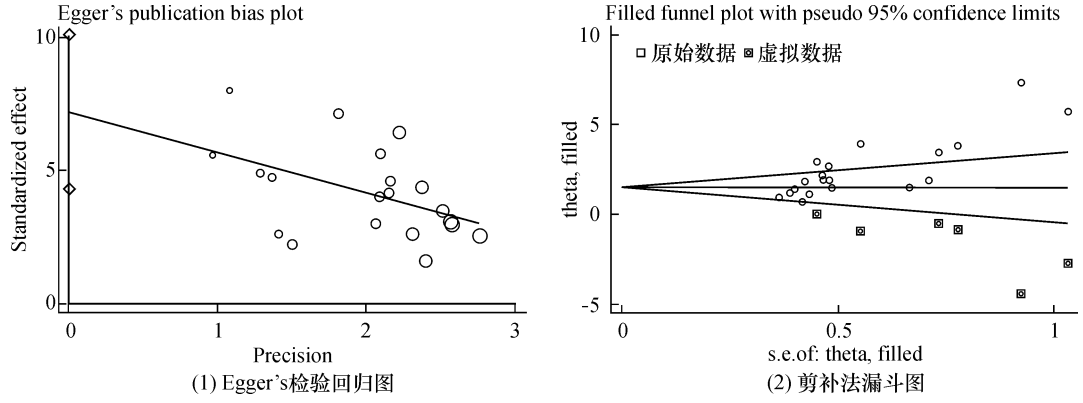 Egger's publication bias plot
10
5
0
Standardized effect
0 1 2 3
Precision
(1) Egger's检验回归图
Filled funnel plot with pseudo 95% confidence limits
原始数据 虚拟数据
10
5
0
-5
theta, filled
0 0.5 1
s.e.of: theta, filled
(2) 剪补法漏斗图